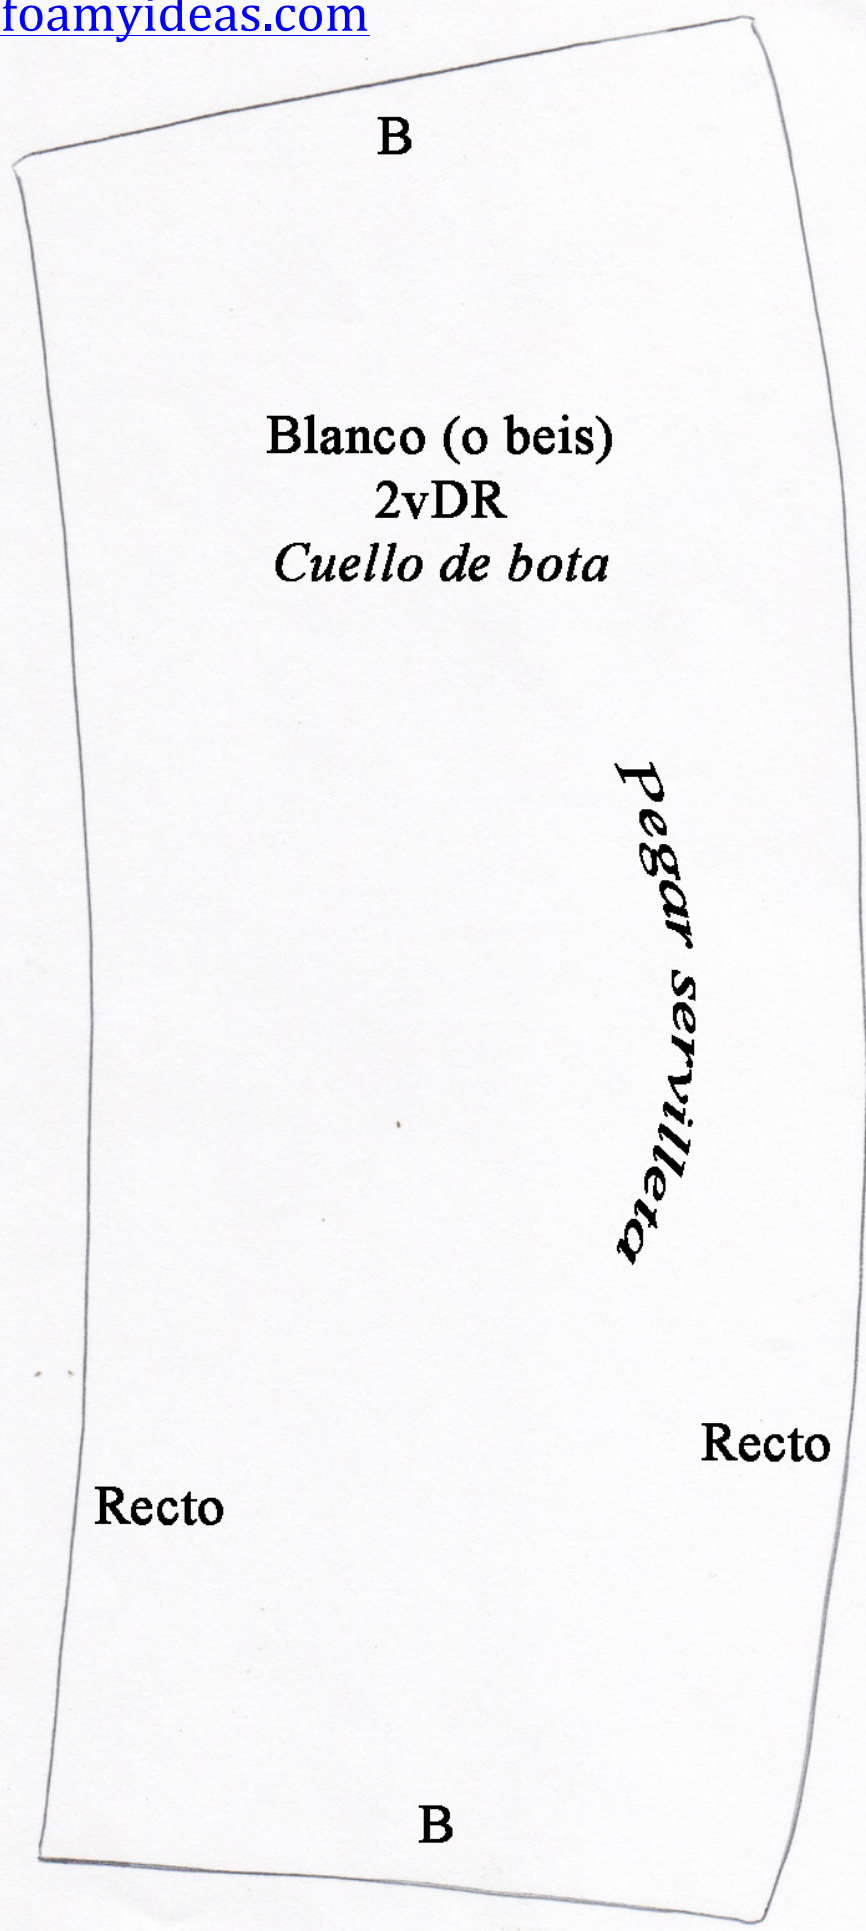 foamyideas.com
B
Blanco (o beis)
2vDR
Cuello de bota
pegar servilleta
Recto
Recto
B